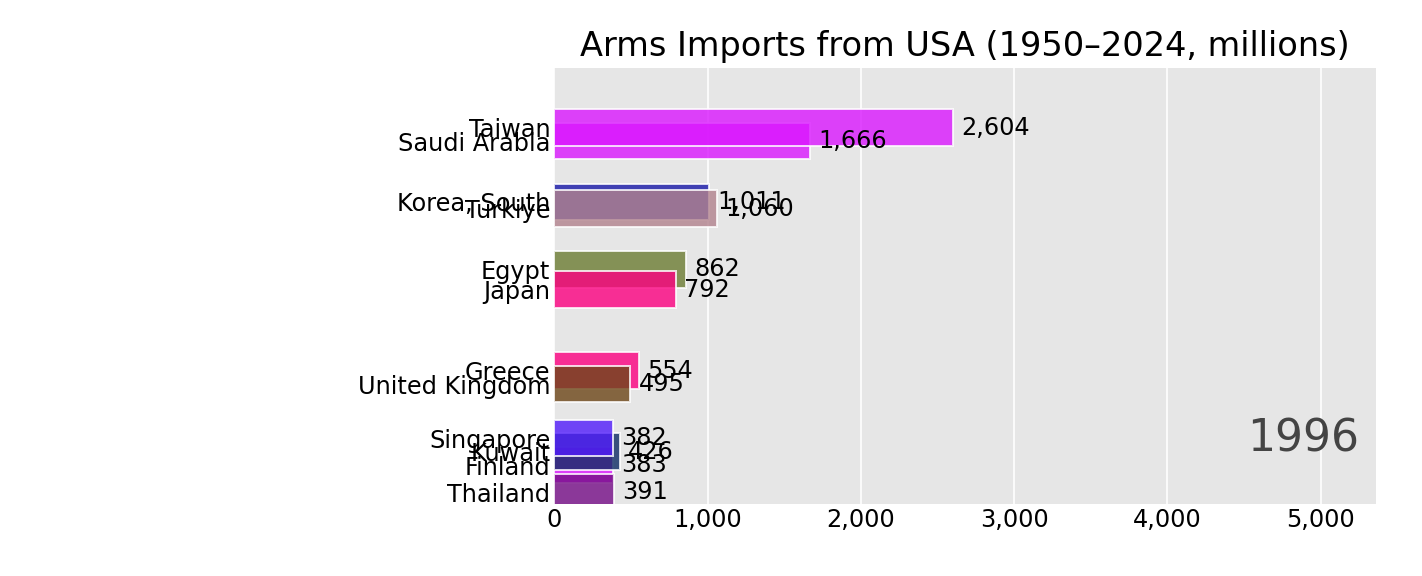 Arms Imports from USA (1950–2024, millions)
Taiwan 2,604
Saudi Arabia 1,666
Korea, South 1,011
Türkiye 1,060
Egypt 862
Japan 792
Greece 554
United Kingdom 495
Singapore 382
Kuwait 426
Finland 383
Thailand 391
1996
0 1,000 2,000 3,000 4,000 5,000